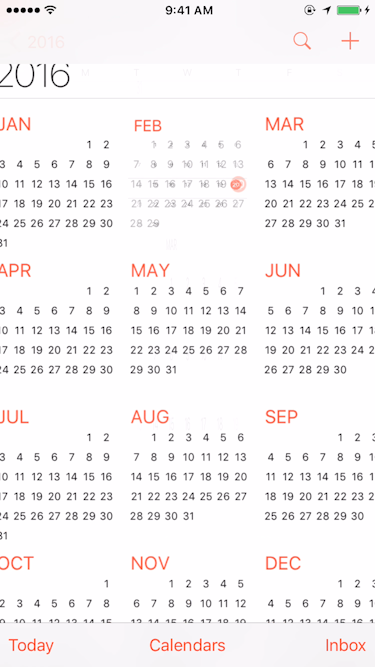 9:41 AM
2016
2016
JAN
1 2
3 4 5 6 7 8 9
10 11 12 13 14 15 16
17 18 19 20 21 22 23
24 25 26 27 28 29 30
31
FEB
1 2 3 4 5 6
7 8 9 10 11 12 13
14 15 16 17 18 19 20
21 22 23 24 25 26 27
28 29
MAR
1 2 3 4 5
6 7 8 9 10 11
13 14 15 16 17 18
20 21 22 23 24 25
27 28 29 30 31
APR
1 2
3 4 5 6 7 8 9
10 11 12 13 14 15 16
17 18 19 20 21 22 23
24 25 26 27 28 29 30
MAY
1 2 3 4 5 6 7
8 9 10 11 12 13 14
15 16 17 18 19 20 21
22 23 24 25 26 27 28
29 30 31
JUN
1 2 3 4
5 6 7 8 9 10
12 13 14 15 16 17
19 20 21 22 23 24
26 27 28 29 30
JUL
1 2
3 4 5 6 7 8 9
10 11 12 13 14 15 16
17 18 19 20 21 22 23
24 25 26 27 28 29 30
31
AUG
1 2 3 4 5 6
7 8 9 10 11 12 13
14 15 16 17 18 19 20
21 22 23 24 25 26 27
28 29 30 31
SEP
1 2 3
4 5 6 7 8 9
11 12 13 14 15 16
18 19 20 21 22 23
25 26 27 28 29 30
OCT
1
2 3 4 5 6 7 8
NOV
1 2 3 4 5
6 7 8 9 10 11 12
DEC
1 2 3
4 5 6 7 8 9
Today
Calendars
Inbox